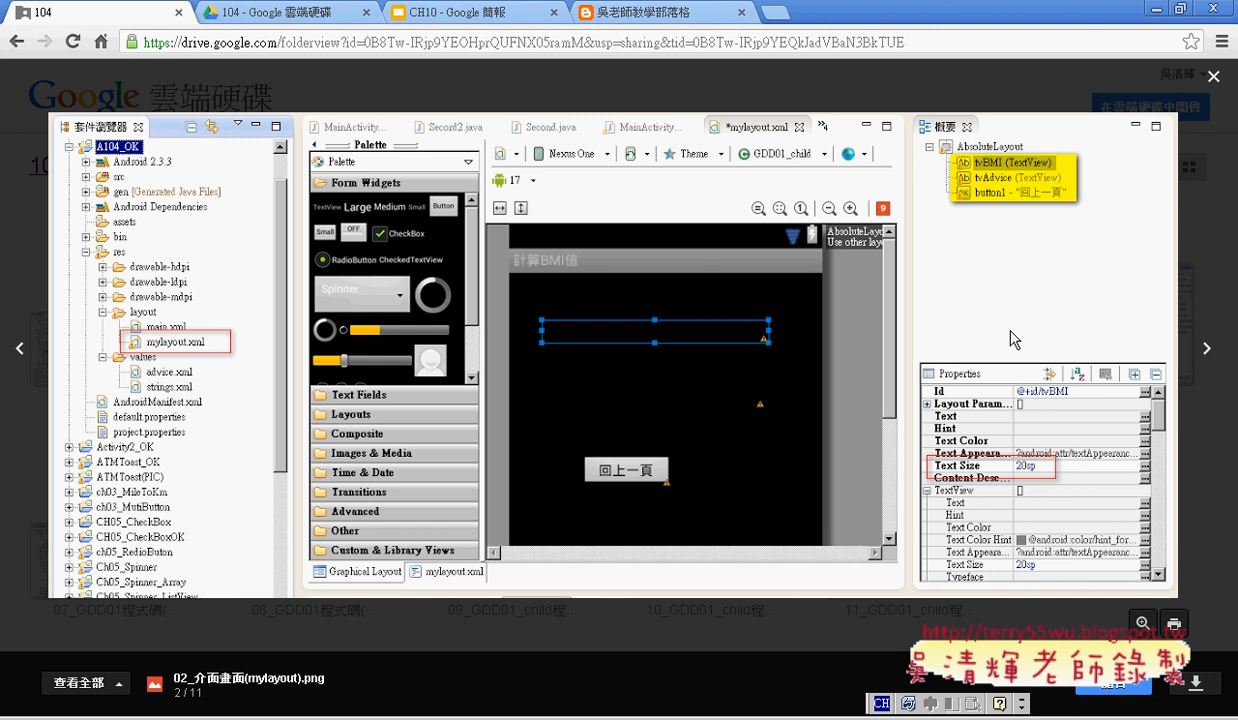 104
104 - Google 雲端硬碟
CH10 - Google 簡報
吳老師教學部落格
https://drive.google.com/folderview?id=0B8Tw-IRjp9YEOHprQUFNX05ramM&usp=sharing&tid=0B8Tw-IRjp9YEQkJadVBaN3BkTUE
Google 雲端硬碟
吳清輝
在雲端硬碟中開啟
套件瀏覽器
A104_OK
Android 2.3.3
src
gen [Generated Java Files]
Android Dependencies
assets
bin
res
drawable-hdpi
drawable-ldpi
drawable-mdpi
layout
main.xml
mylayout.xml
values
advice.xml
strings.xml
AndroidManifest.xml
default.properties
project.properties
Activity2_OK
ATMToast_OK
ATMToast(PIC)
ch03_MileToKm
ch03_MutiButton
CH05_CheckBox
CH05_CheckBoxOK
ch05_RedioButon
Ch05_Spinner
Ch05_Spinner_Array
Ch05_Spinner_ListView
MainActivity...
Secord2.java
Second.java
MainActivity...
*mylayout.xml
4
Palette
Palette
Form Widgets
TextView Large Medium Small Button
Small OFF CheckBox
RadioButton CheckedTextView
Spinner
Text Fields
Layouts
Composite
Images & Media
Time & Date
Transitions
Advanced
Other
Custom & Library Views
Graphical Layout
mylayout.xml
Nexus One
Theme
GDD01_child
17
9
AbsoluteLay
Use other lay
計算BMI值
回上一頁
概要
AbsoluteLayout
tvBMI (TextView)
tvAdvice (TextView)
button1 - "回上一頁"
Properties
Id @+id/tvBMI
Layout Param... []
Text
Hint
Text Color
Text Appeara... ?android:attr/textAppearanc...
Text Size 20sp
Content Desc...
TextView []
Text
Hint
Text Color
Text Color Hint @android:color/hint_for...
Text Appeara... ?android:attr/textAppearanc...
Text Size 20sp
Typeface
07_GDD01程式碼(...
08_GDD01程式碼(...
09_GDD01_child程...
10_GDD01_child程...
11_GDD01_child程...
http://terry55wu.blogspot.tw
吳清輝老師錄製
查看全部
02_介面畫面(mylayout).png
2 / 11
CH